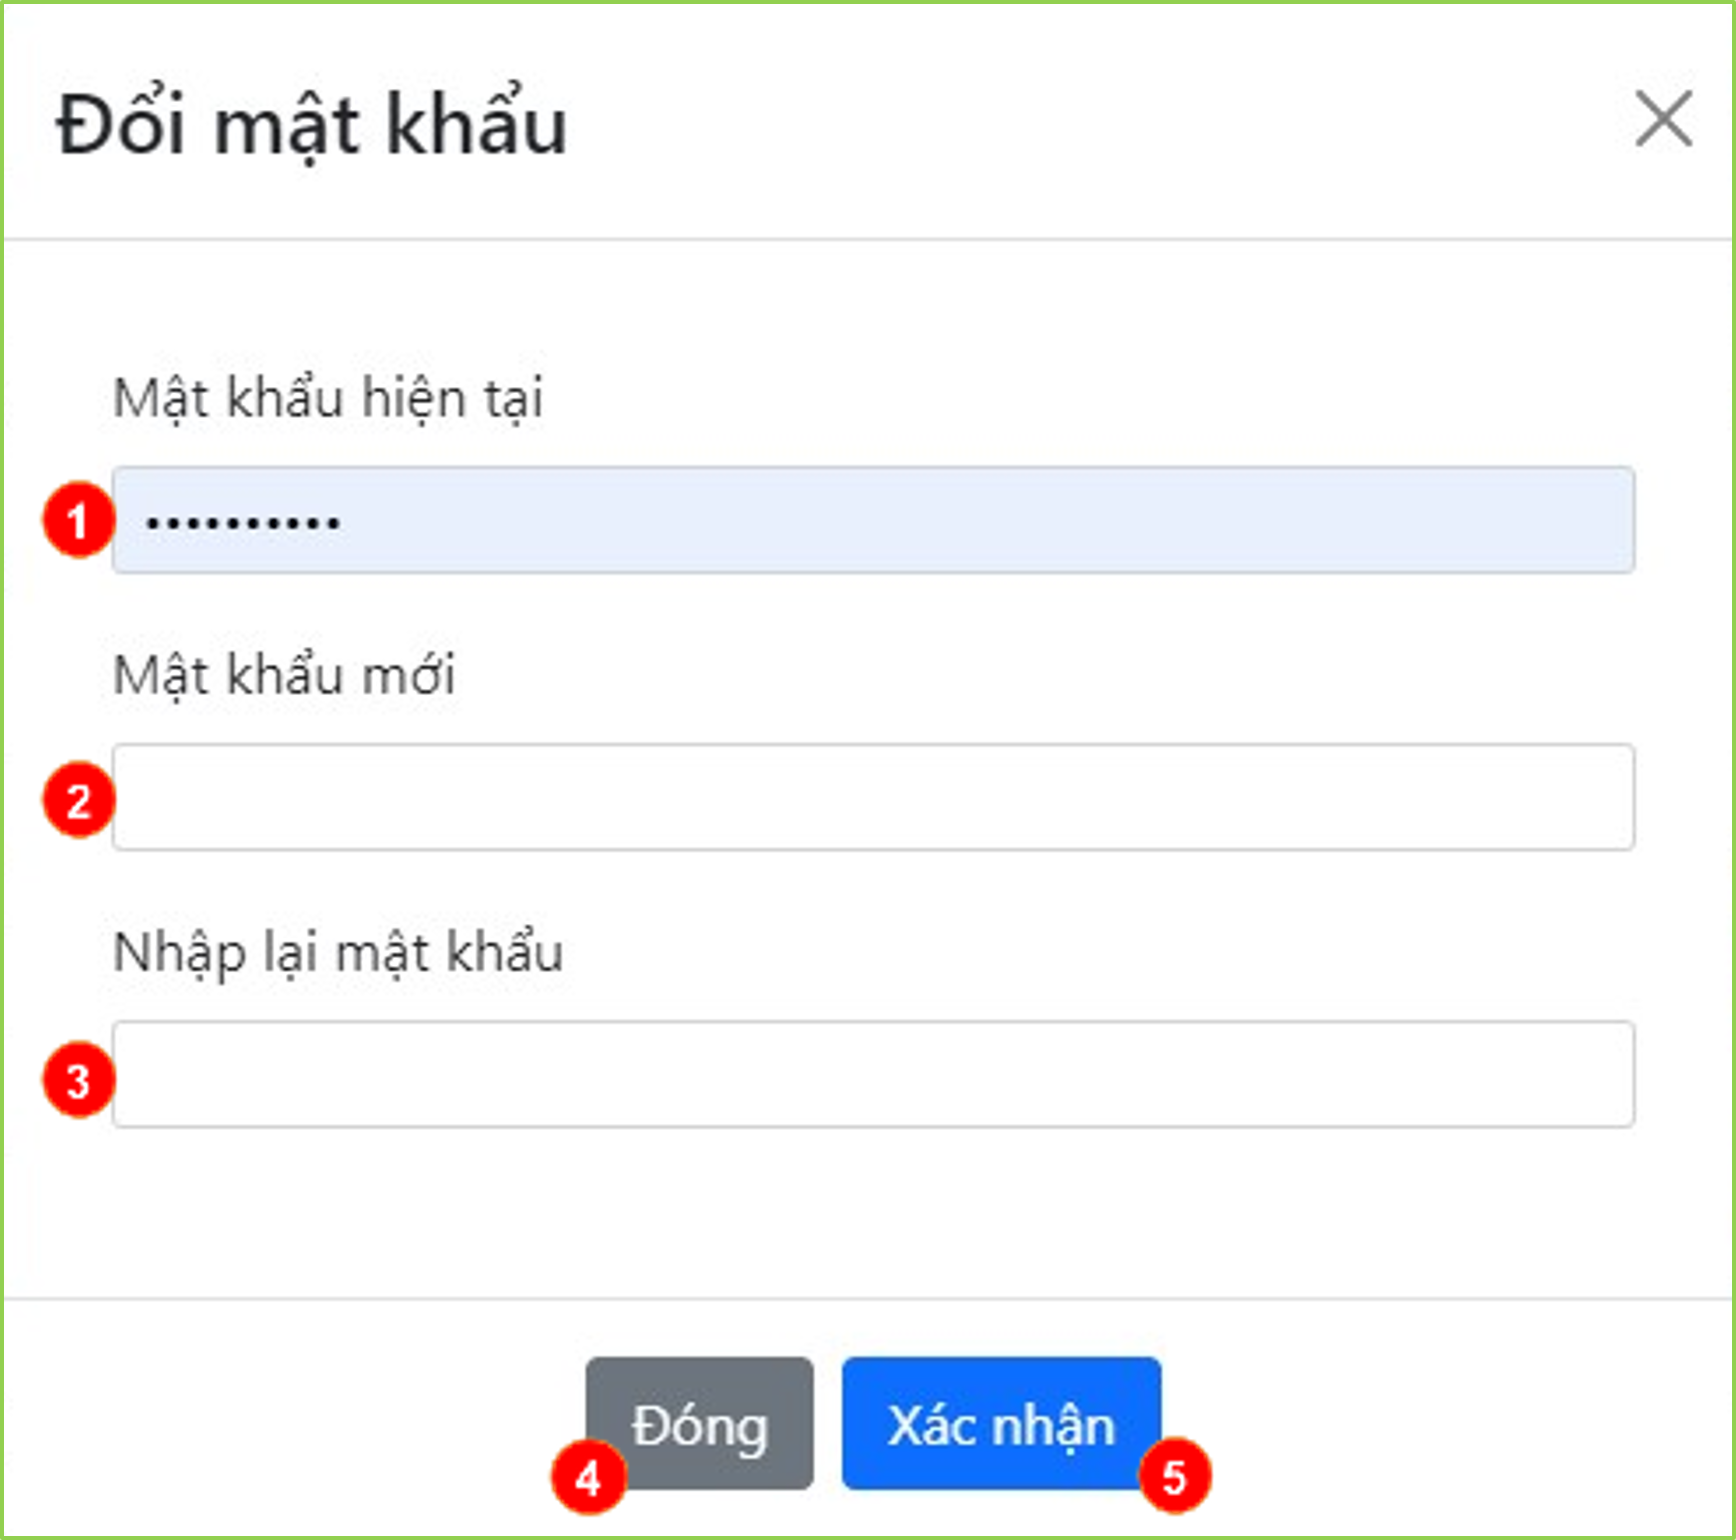 Đổi mật khẩu
Mật khẩu hiện tại
1 ••••••••••
Mật khẩu mới
2
Nhập lại mật khẩu
3
Đóng Xác nhận
4 5